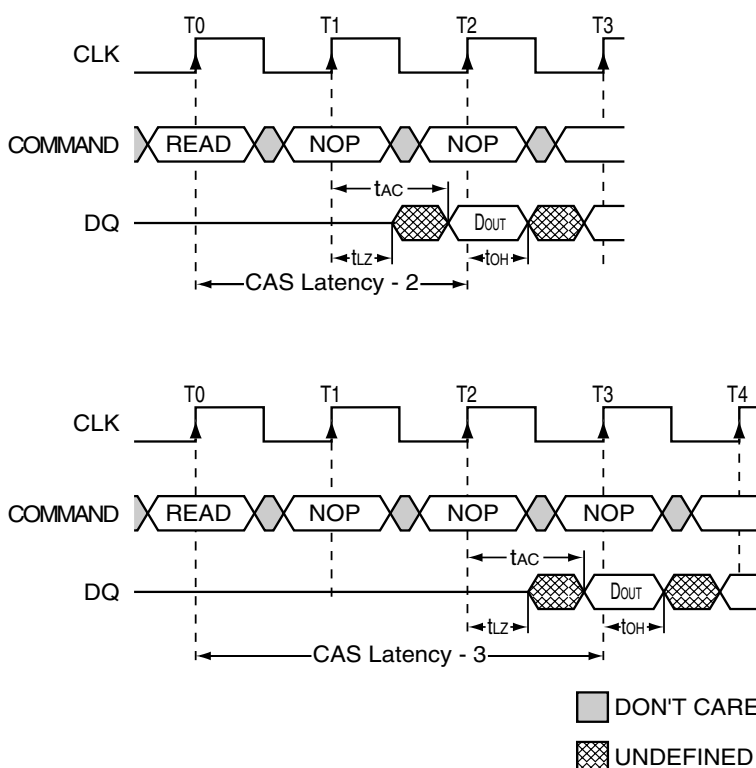 T0 T1 T2 T3
CLK
COMMAND READ NOP NOP
tAC
DQ DOUT
tLZ tOH
CAS Latency - 2
T0 T1 T2 T3 T4
CLK
COMMAND READ NOP NOP NOP
tAC
DQ DOUT
tLZ tOH
CAS Latency - 3
DON'T CARE
UNDEFINED